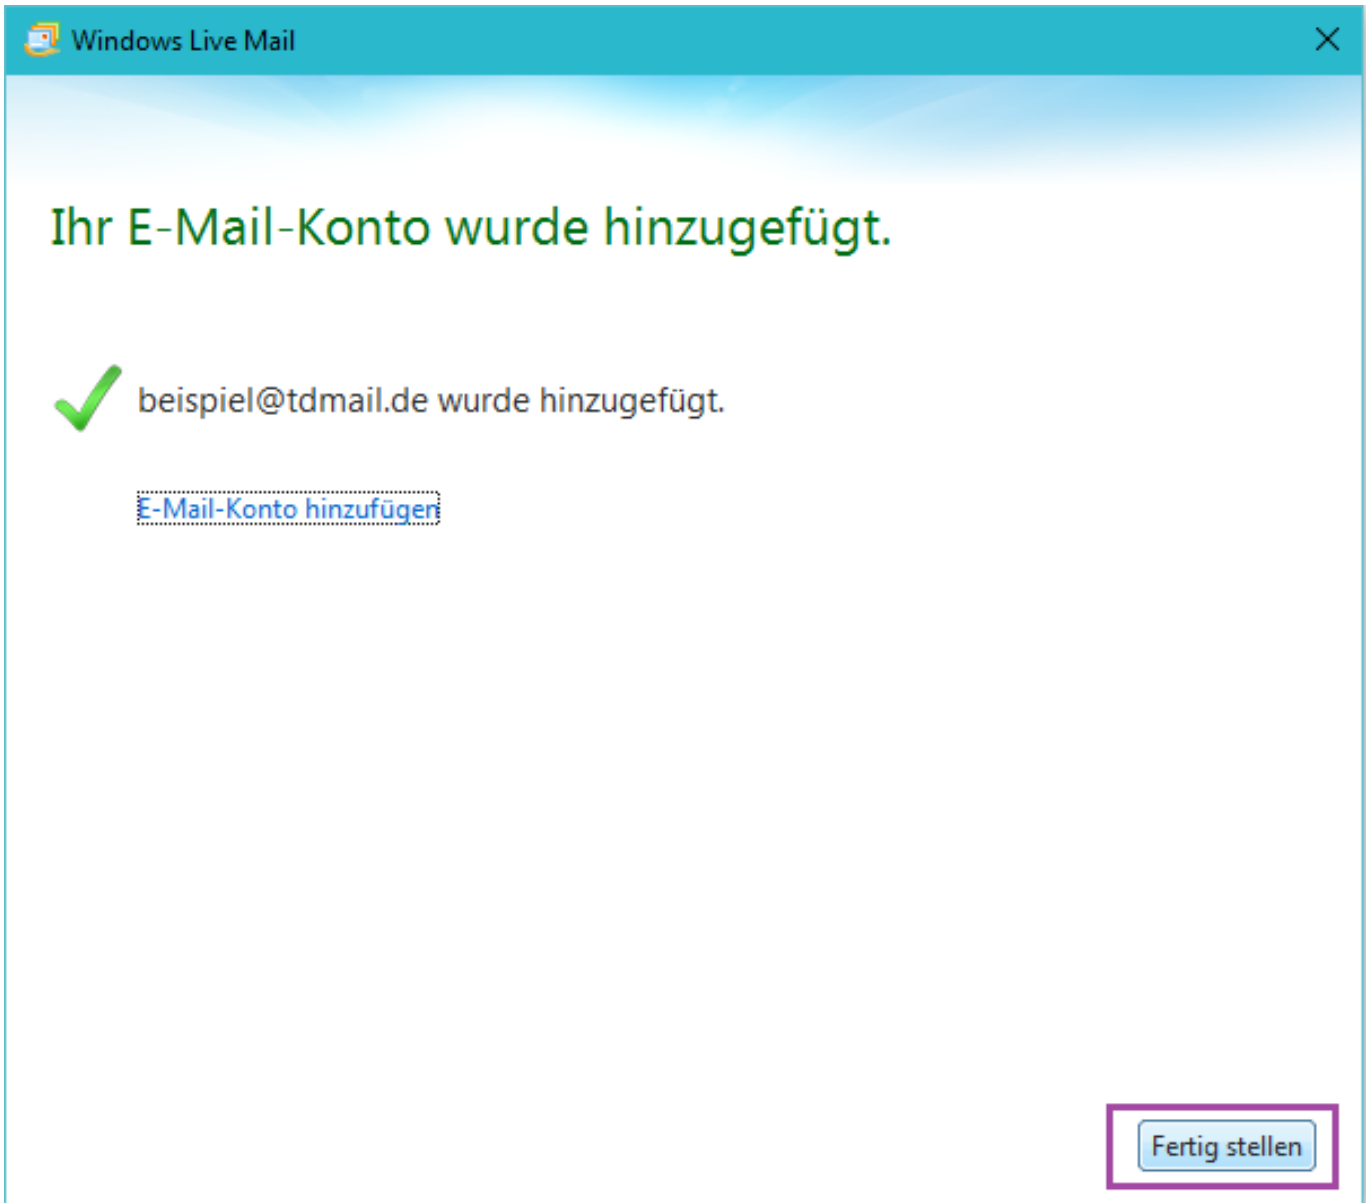 Windows Live Mail
Ihr E-Mail-Konto wurde hinzugefügt.
beispiel@tdmail.de wurde hinzugefügt.
E-Mail-Konto hinzufügen
Fertig stellen